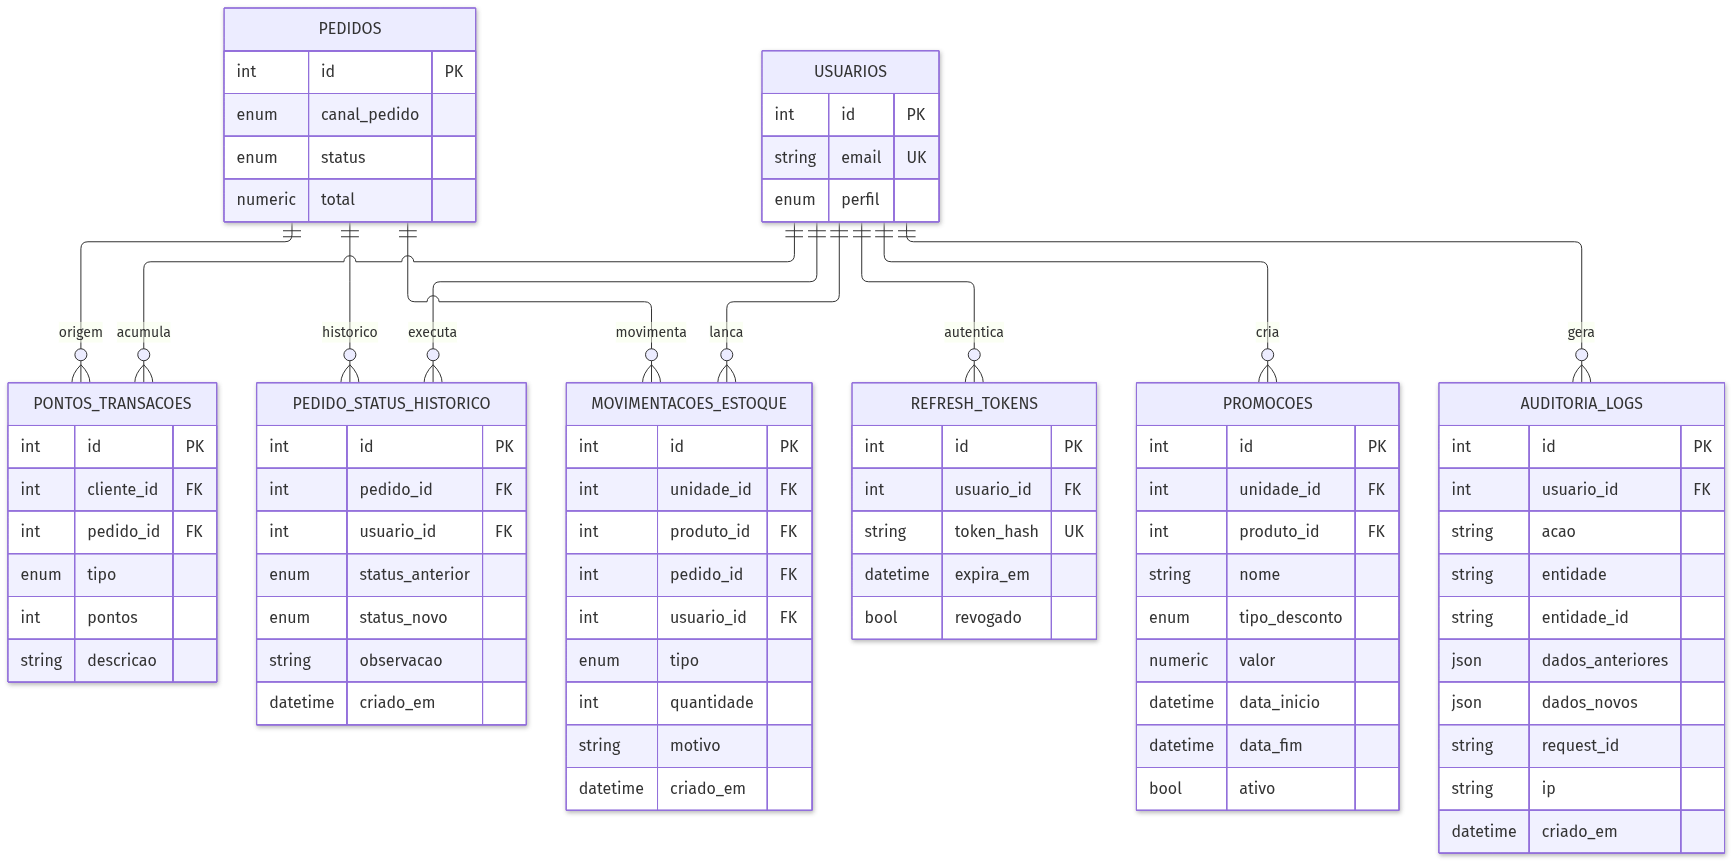 PEDIDOS
int id PK
enum canal_pedido
enum status
numeric total
USUARIOS
int id PK
string email UK
enum perfil
origem acumula historico executa movimenta lanca autentica cria gera
PONTOS_TRANSACOES
int id PK
int cliente_id FK
int pedido_id FK
enum tipo
int pontos
string descricao
PEDIDO_STATUS_HISTORICO
int id PK
int pedido_id FK
int usuario_id FK
enum status_anterior
enum status_novo
string observacao
datetime criado_em
MOVIMENTACOES_ESTOQUE
int id PK
int unidade_id FK
int produto_id FK
int pedido_id FK
int usuario_id FK
enum tipo
int quantidade
string motivo
datetime criado_em
REFRESH_TOKENS
int id PK
int usuario_id FK
string token_hash UK
datetime expira_em
bool revogado
PROMOCOES
int id PK
int unidade_id FK
int produto_id FK
string nome
enum tipo_desconto
numeric valor
datetime data_inicio
datetime data_fim
bool ativo
AUDITORIA_LOGS
int id PK
int usuario_id FK
string acao
string entidade
string entidade_id
json dados_anteriores
json dados_novos
string request_id
string ip
datetime criado_em